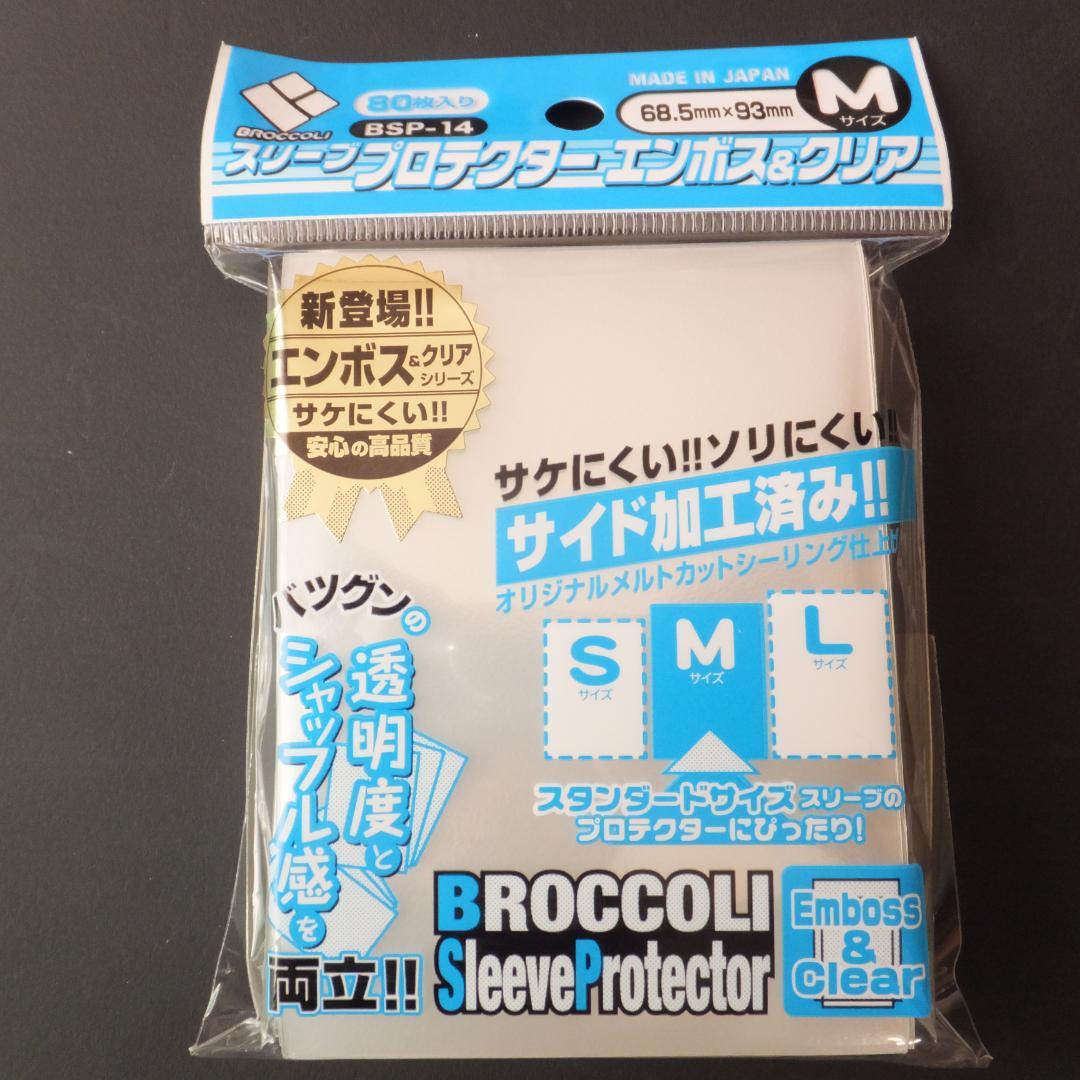 BROCCOLI
80枚入り
BSP-14
MADE IN JAPAN
68.5mm×93mm
M
サイズ
スリーブプロテクターエンボス&クリア
新登場!!
エンボス&クリア
シリーズ
サケにくい!!
安心の高品質
サケにくい!!ソリにくい!!
サイド加工済み!!
オリジナルメルトカットシーリング仕上げ
バツグンの
透明度と
シャッフル感を
両立!!
S
サイズ
M
サイズ
L
サイズ
スタンダードサイズスリーブの
プロテクターにぴったり!
BROCCOLI
SleeveProtector
Emboss
&
Clear